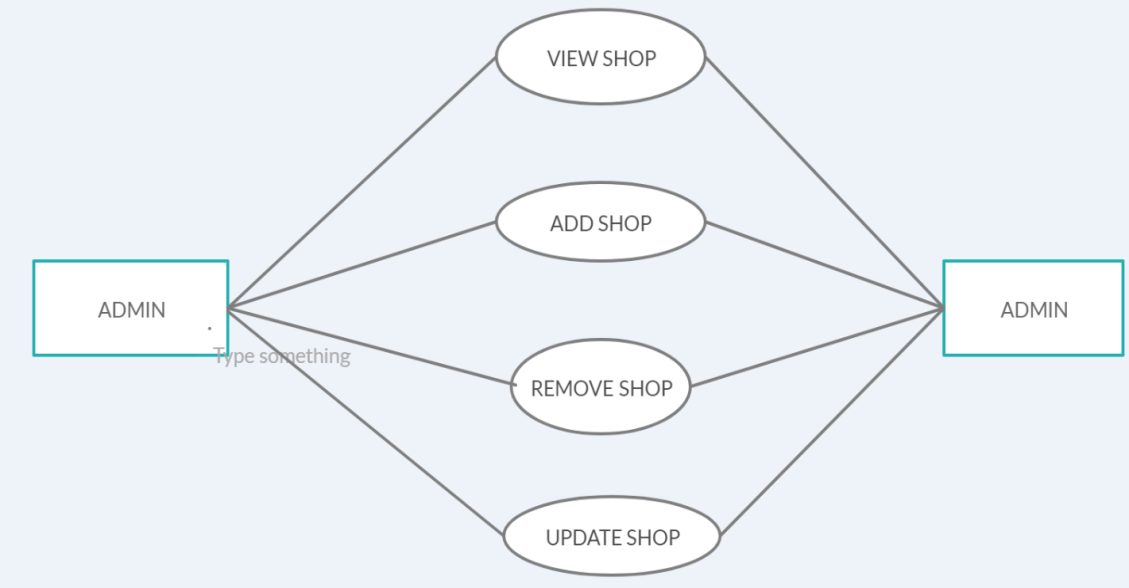 VIEW SHOP
ADD SHOP
ADMIN
ADMIN
Type something
REMOVE SHOP
UPDATE SHOP